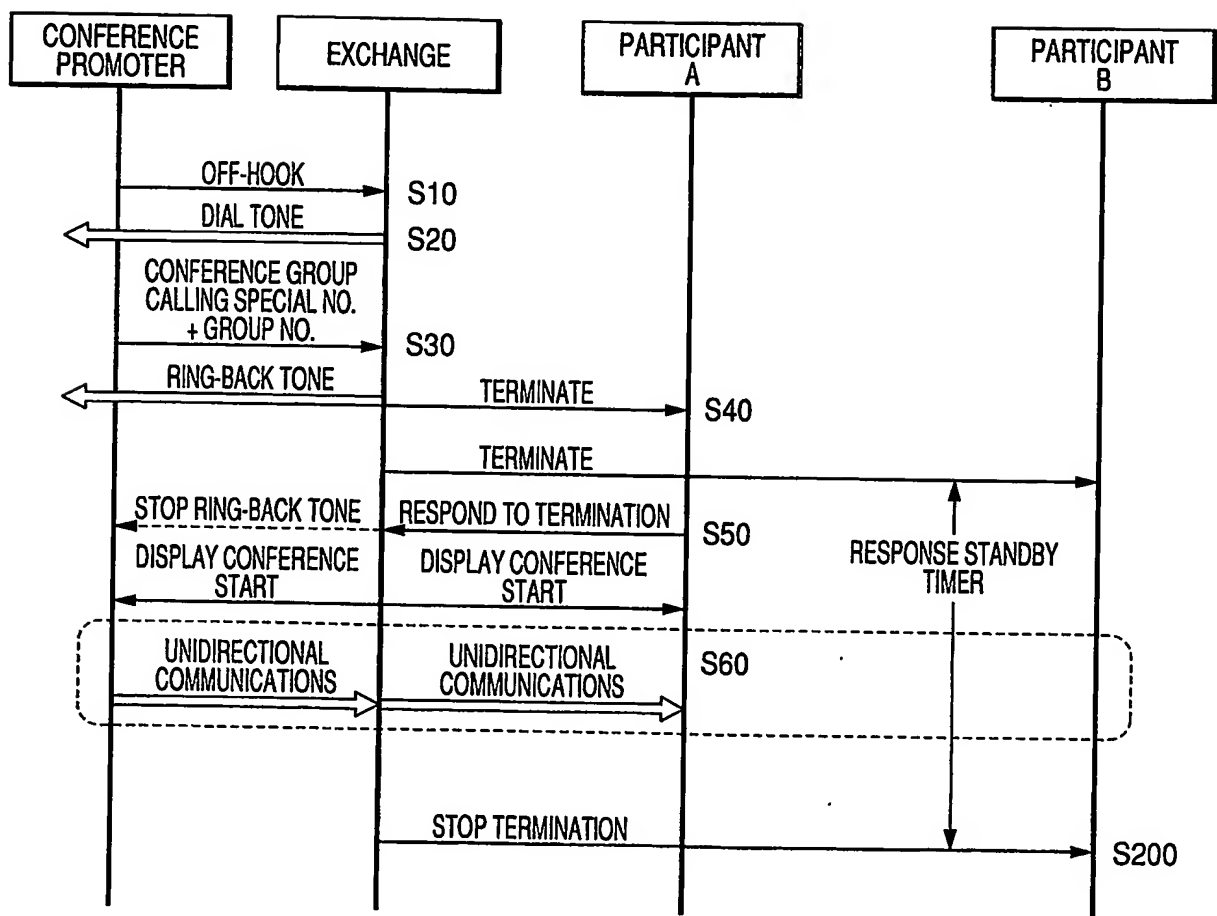 CONFERENCE
PROMOTER
EXCHANGE
PARTICIPANT
A
PARTICIPANT
B
OFF-HOOK
S10
DIAL TONE
S20
CONFERENCE GROUP
CALLING SPECIAL NO.
+ GROUP NO.
S30
RING-BACK TONE
TERMINATE
S40
TERMINATE
STOP RING-BACK TONE
RESPOND TO TERMINATION
S50
RESPONSE STANDBY
TIMER
DISPLAY CONFERENCE
START
DISPLAY CONFERENCE
START
UNIDIRECTIONAL
COMMUNICATIONS
UNIDIRECTIONAL
COMMUNICATIONS
S60
STOP TERMINATION
S200